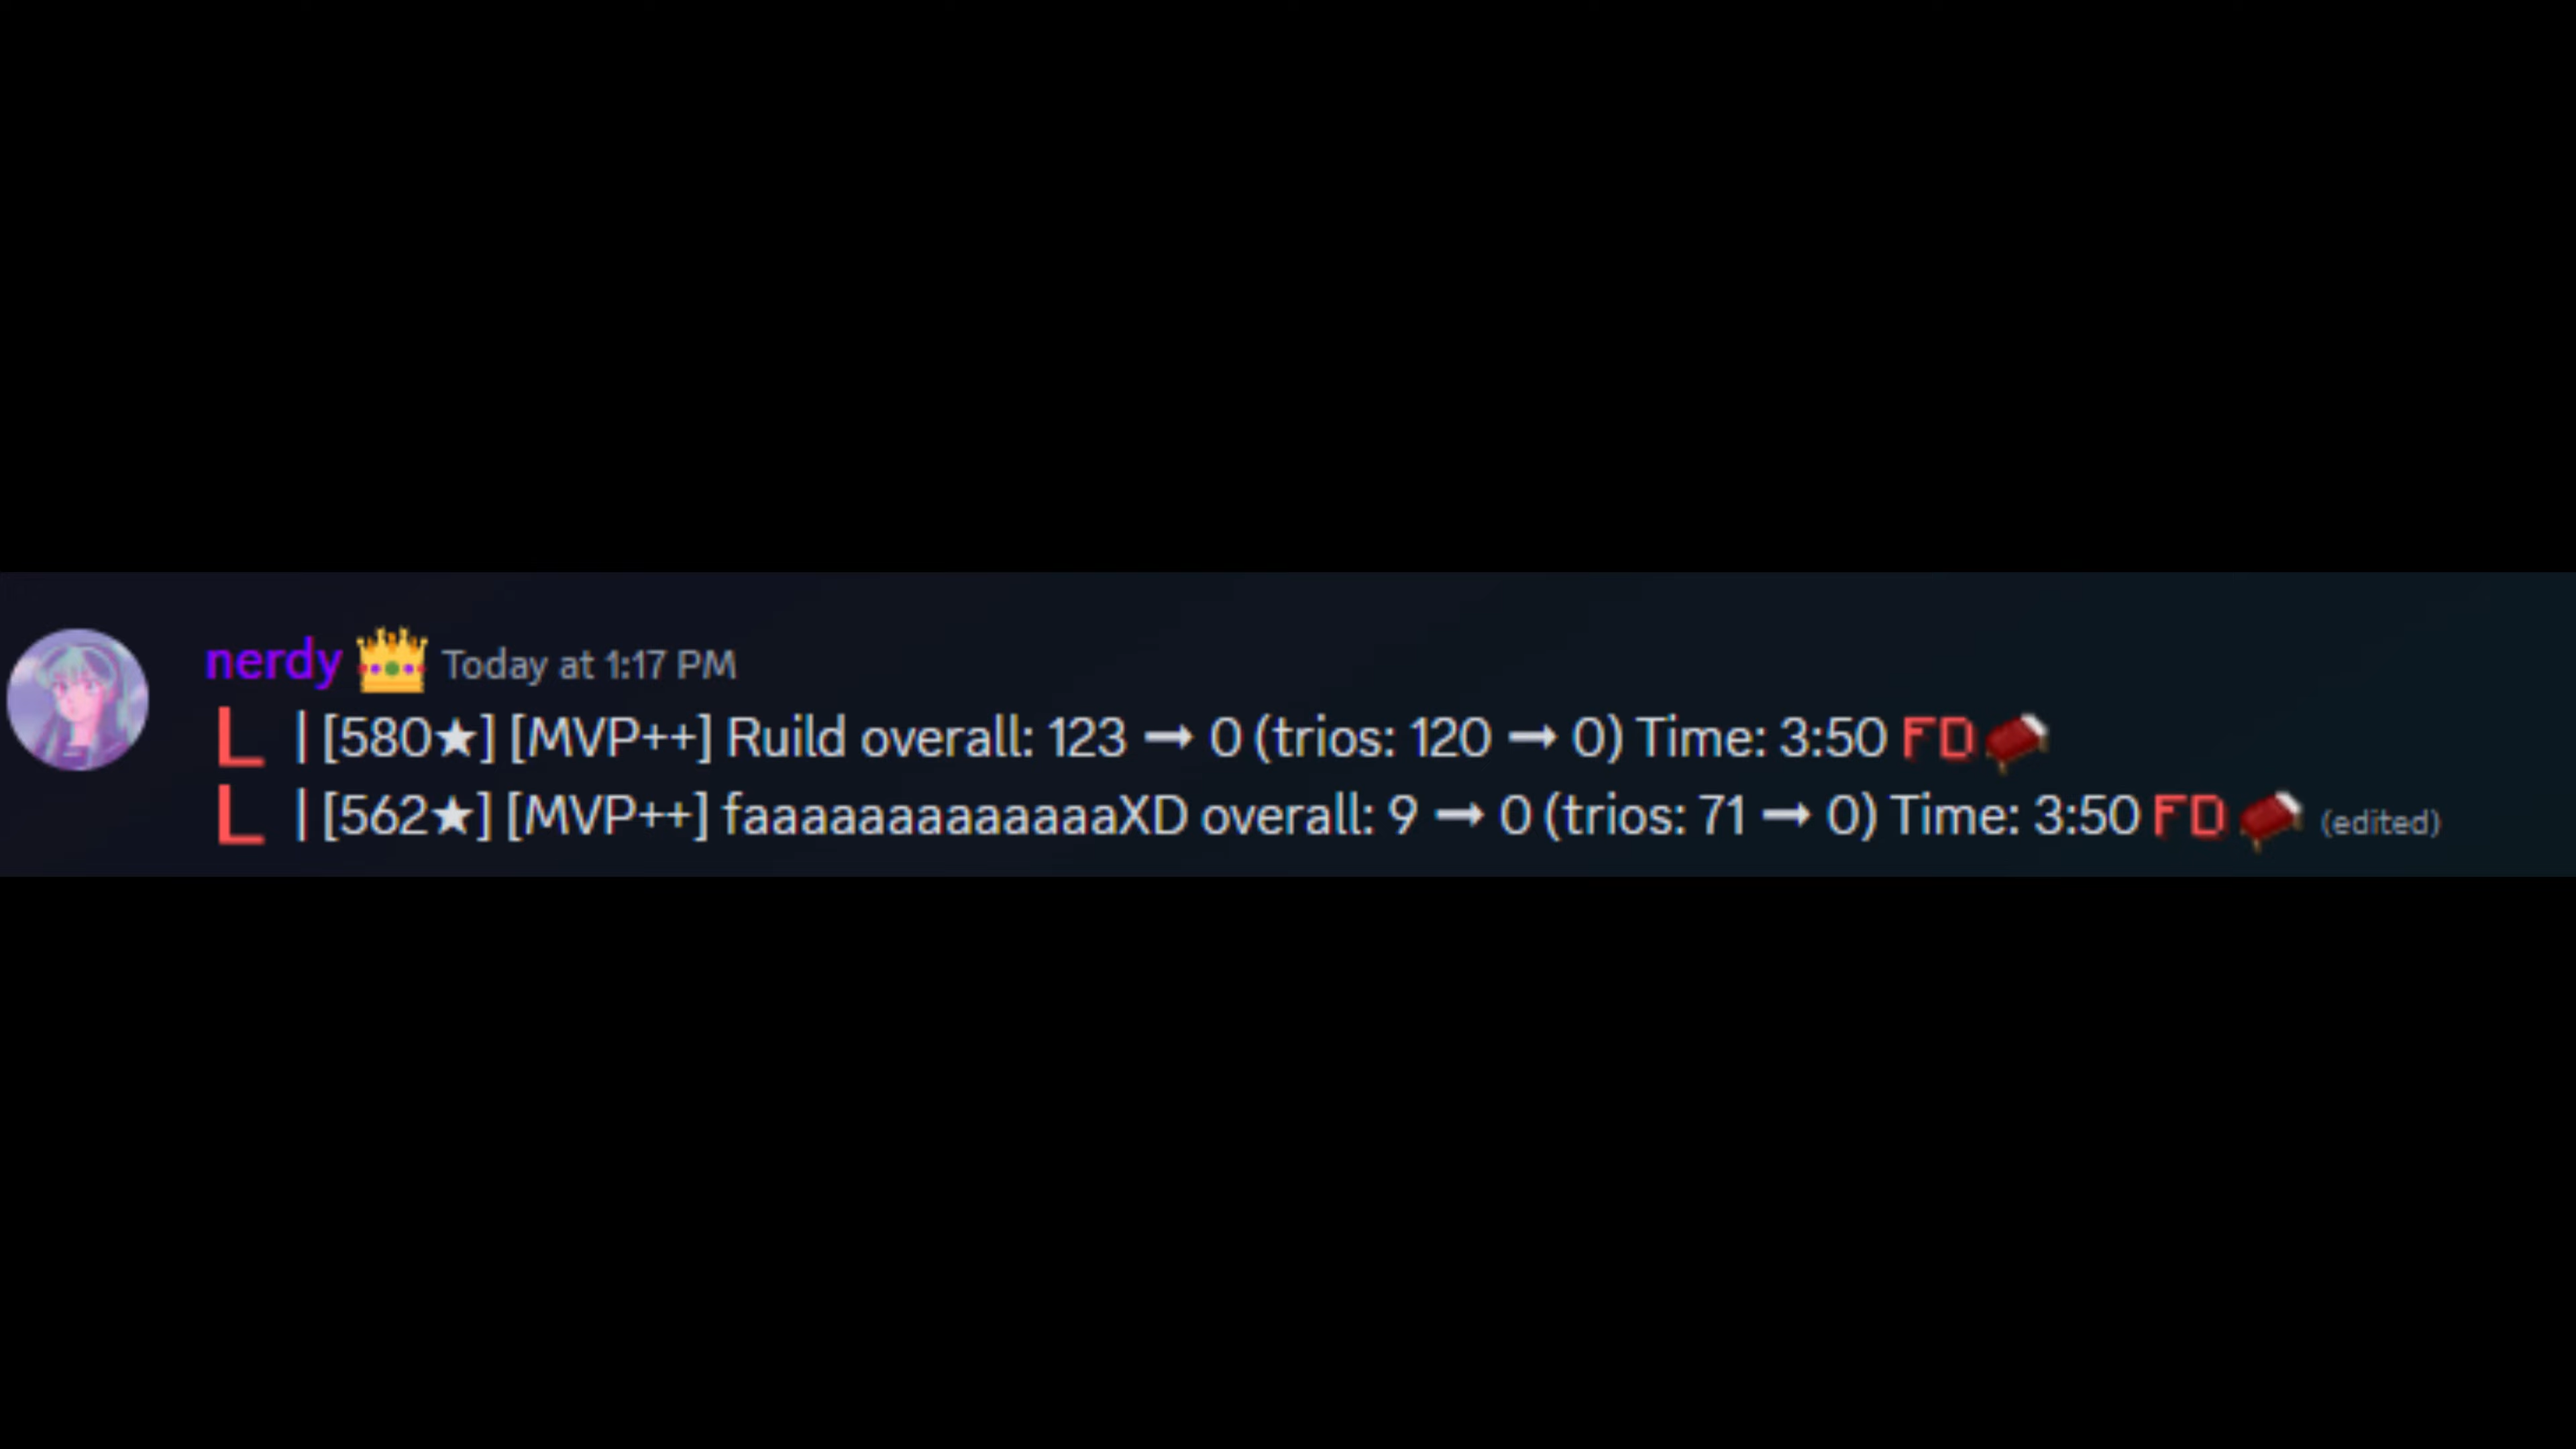 nerdy 👑 Today at 1:17 PM
L | [580★] [MVP++] Ruild overall: 123 → 0 (trios: 120 → 0) Time: 3:50 FD
L | [562★] [MVP++] faaaaaaaaaaaaaXD overall: 9 → 0 (trios: 71 → 0) Time: 3:50 FD (edited)